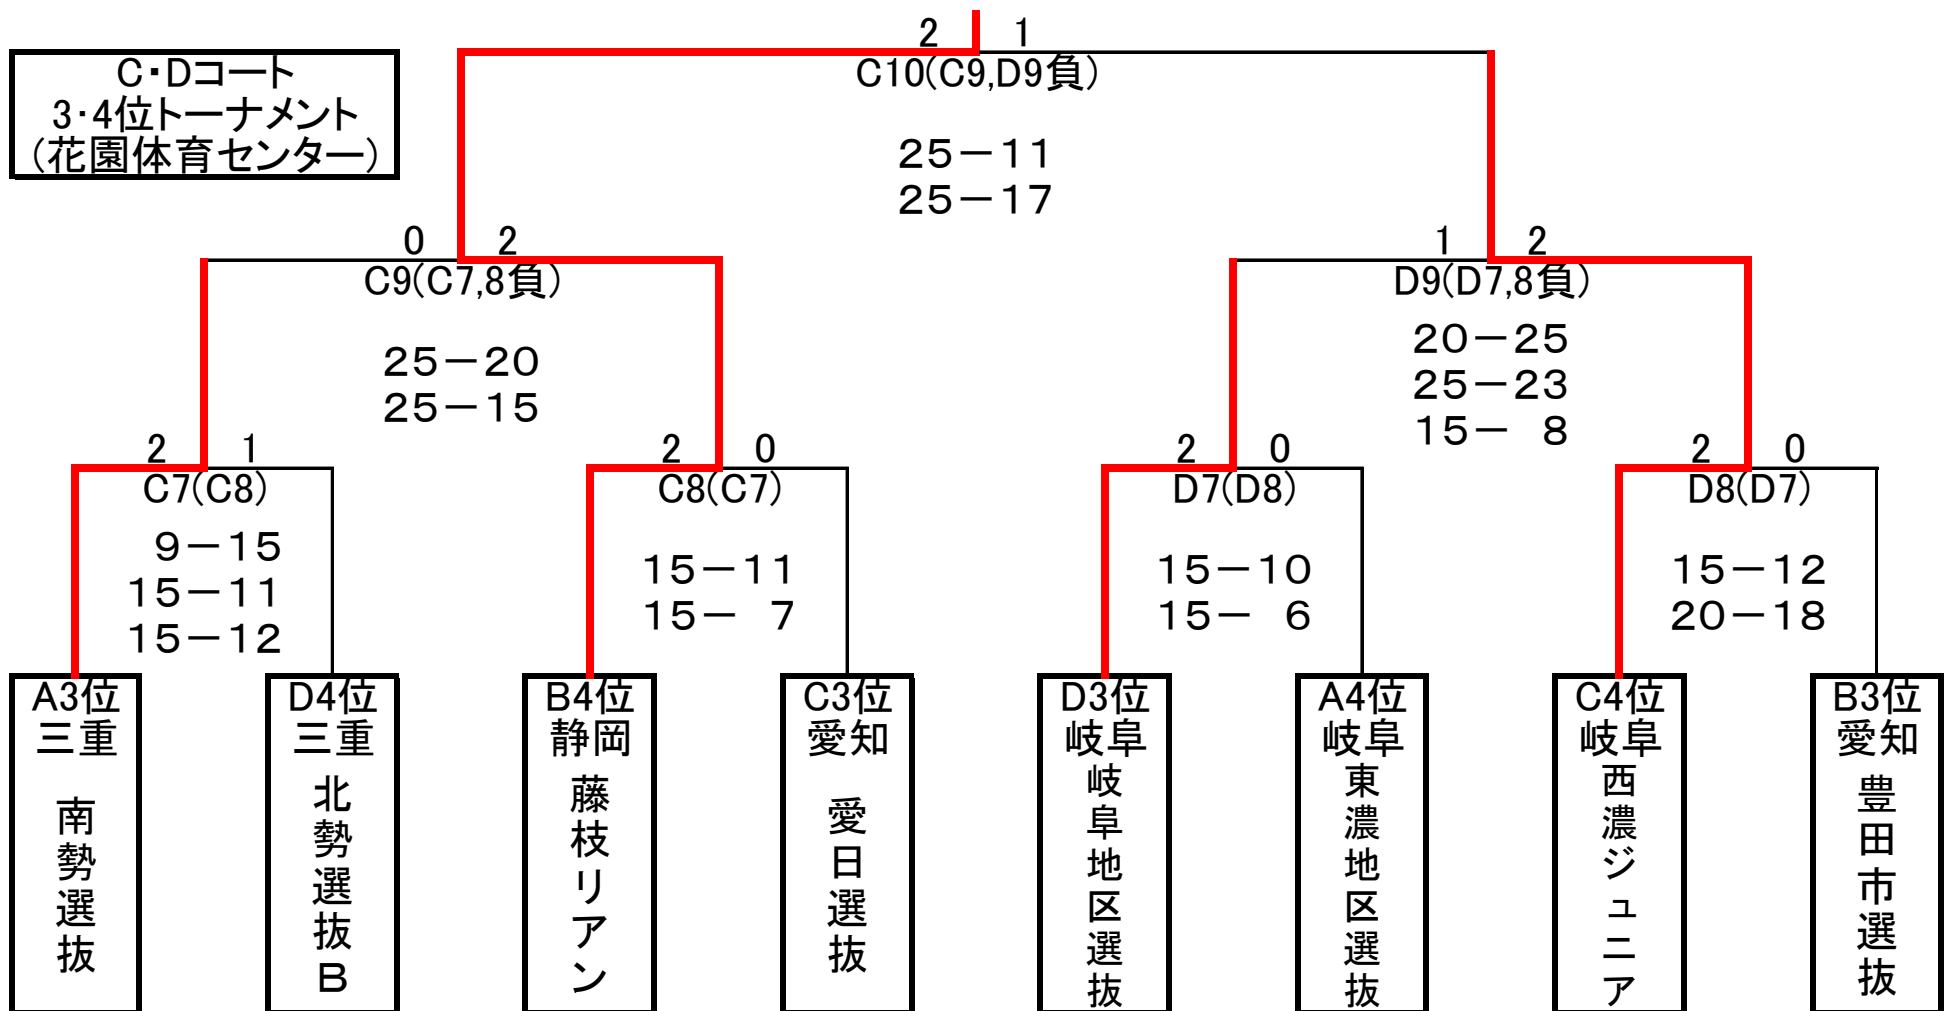 C・Dコート
3・4位トーナメント
(花園体育センター)
2 1
C10(C9,D9負)
25－11
25－17
0 2
C9(C7,8負)
25－20
25－15
1 2
D9(D7,8負)
20－25
25－23
15－ 8
2 1
C7(C8)
9－15
15－11
15－12
2 0
C8(C7)
15－11
15－ 7
2 0
D7(D8)
15－10
15－ 6
2 0
D8(D7)
15－12
20－18
A3位
三重
南勢選抜
D4位
三重
北勢選抜B
B4位
静岡
藤枝リアン
C3位
愛知
愛日選抜
D3位
岐阜
岐阜地区選抜
A4位
岐阜
東濃地区選抜
C4位
岐阜
西濃ジュニア
B3位
愛知
豊田市選抜